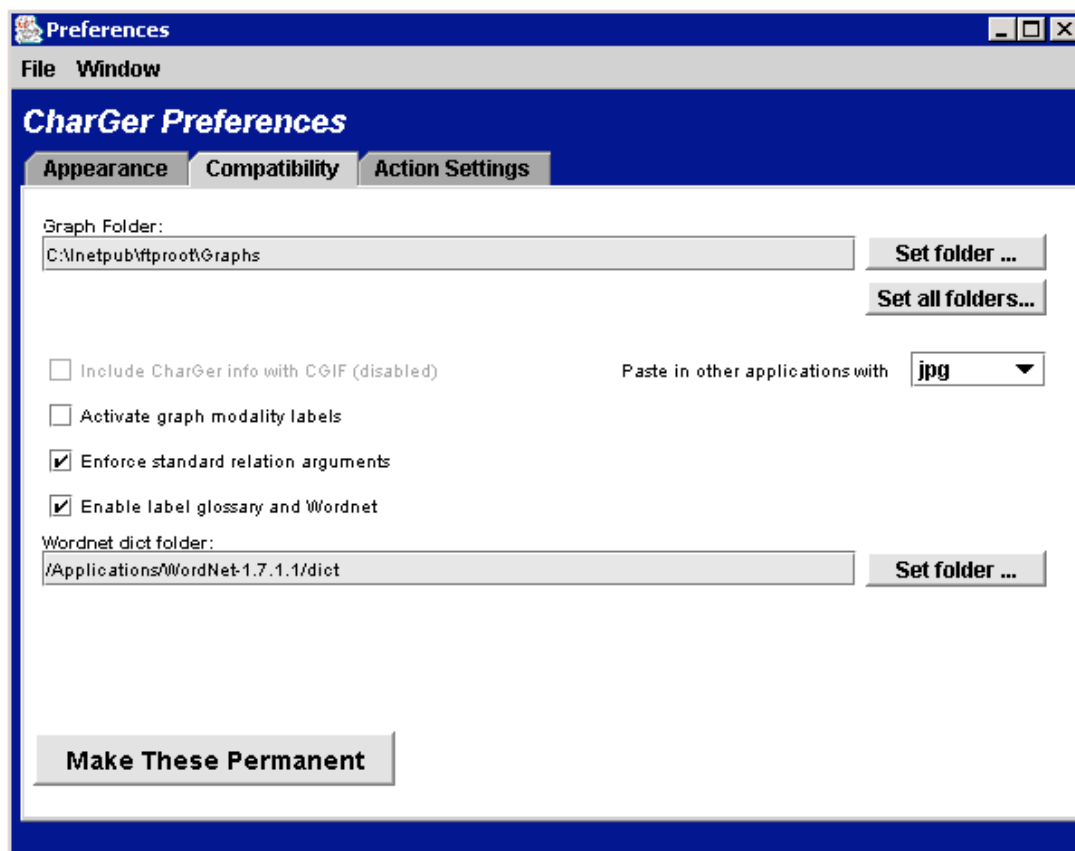 Preferences
File Window
CharGer Preferences
Appearance Compatibility Action Settings
Graph Folder:
C:\Inetpub\ftproot\Graphs Set folder ...
Set all folders...
Include CharGer info with CGIF (disabled) Paste in other applications with jpg
Activate graph modality labels
Enforce standard relation arguments
Enable label glossary and Wordnet
Wordnet dict folder:
/Applications/WordNet-1.7.1.1/dict Set folder ...
Make These Permanent